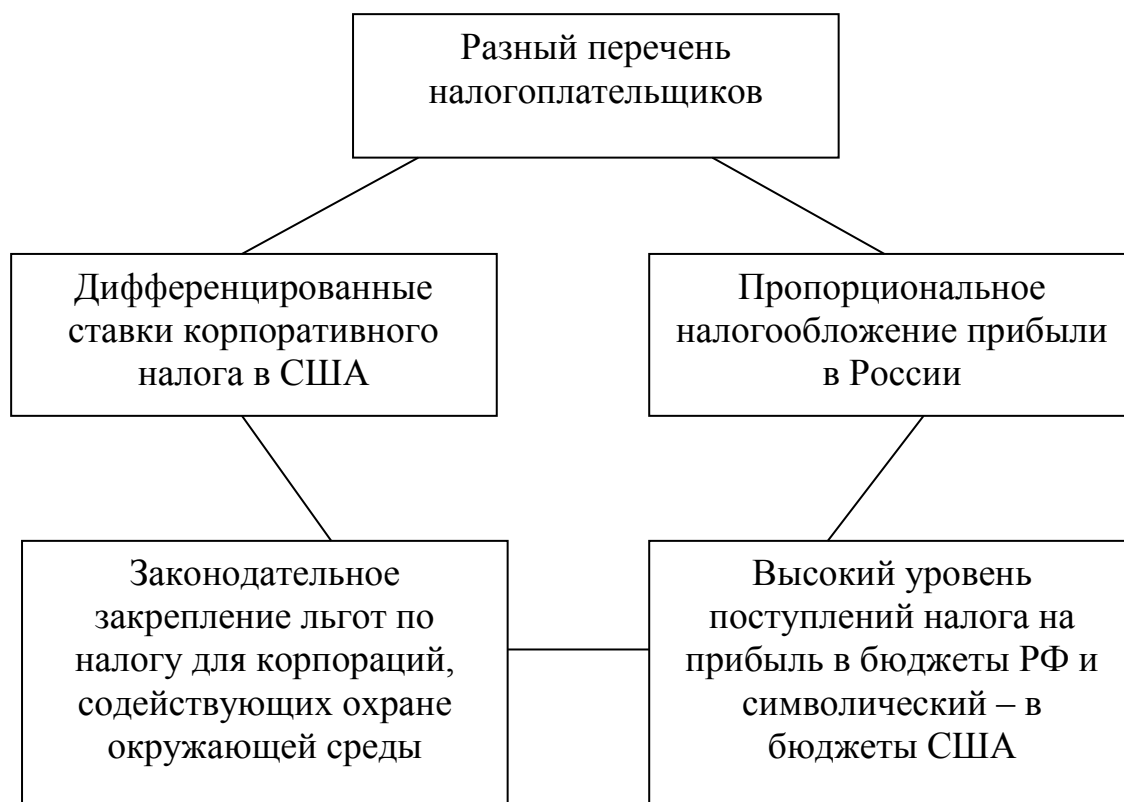 Разный перечень
налогоплательщиков
Дифференцированные
ставки корпоративного
налога в США
Пропорциональное
налогообложение прибыли
в России
Законодательное
закрепление льгот по
налогу для корпораций,
содействующих охране
окружающей среды
Высокий уровень
поступлений налога на
прибыль в бюджеты РФ и
символический – в
бюджеты США